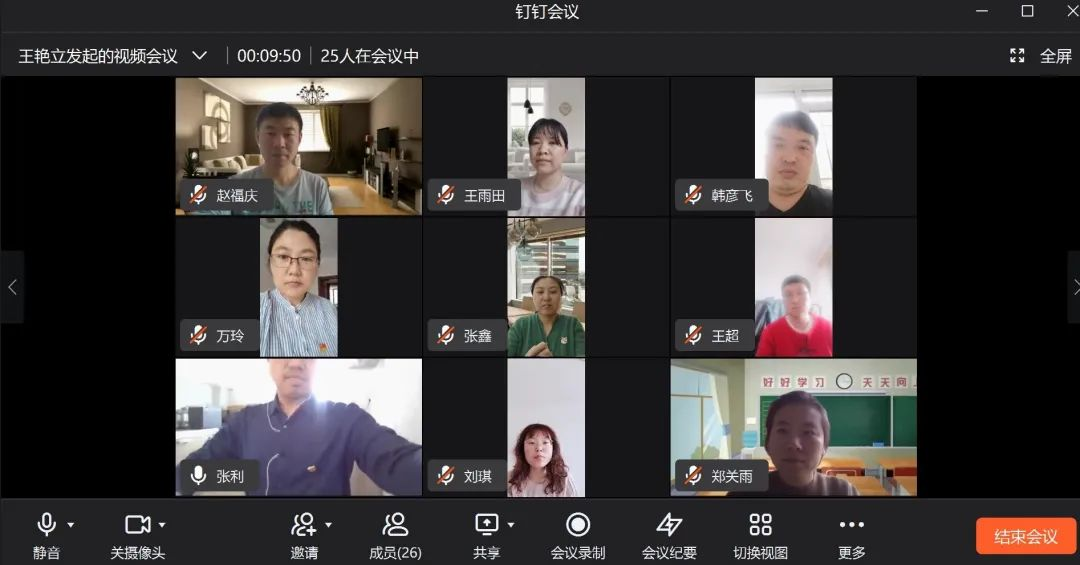 钉钉会议
王艳立发起的视频会议 00:09:50 25人在会议中 全屏
赵福庆 王雨田 韩彦飞
万玲 张鑫 王超
好好学习 天天向
张利 刘琪 郑关雨
静音 关摄像头 邀请 成员(26) 共享 会议录制 会议纪要 切换视图 更多 结束会议